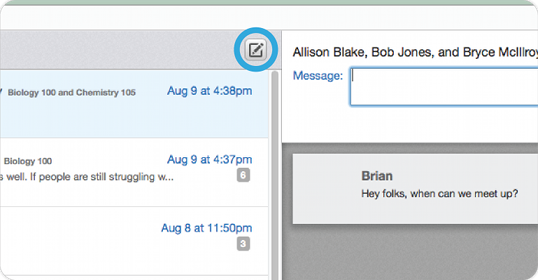 Biology 100 and Chemistry 105
Aug 9 at 4:38pm
Biology 100
Aug 9 at 4:37pm
s well. If people are still struggling w...
6
Aug 8 at 11:50pm
3
Allison Blake, Bob Jones, and Bryce McIlroy
Message:
Brian
Hey folks, when can we meet up?